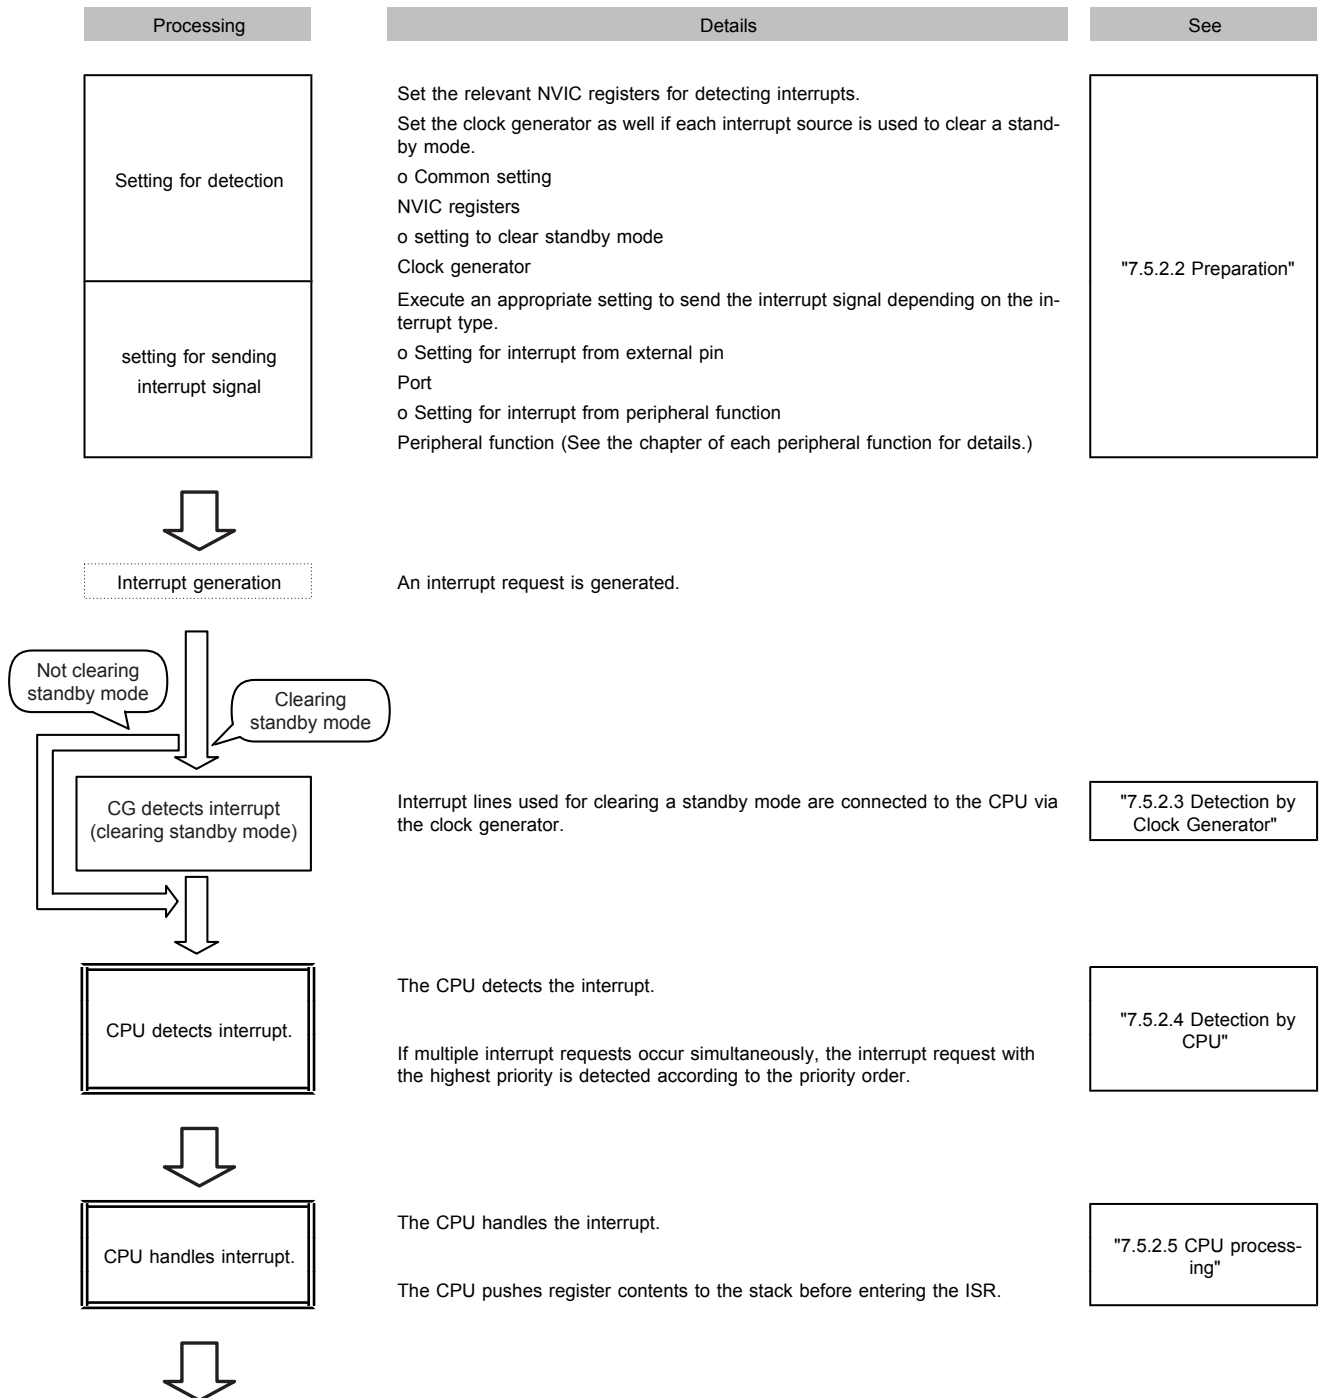 Processing
Details
See
Setting for detection
Set the relevant NVIC registers for detecting interrupts.
Set the clock generator as well if each interrupt source is used to clear a stand-
by mode.
o Common setting
NVIC registers
o setting to clear standby mode
Clock generator
"7.5.2.2 Preparation"
setting for sending
interrupt signal
Execute an appropriate setting to send the interrupt signal depending on the in-
terrupt type.
o Setting for interrupt from external pin
Port
o Setting for interrupt from peripheral function
Peripheral function (See the chapter of each peripheral function for details.)
Interrupt generation
An interrupt request is generated.
Not clearing
standby mode
Clearing
standby mode
CG detects interrupt
(clearing standby mode)
Interrupt lines used for clearing a standby mode are connected to the CPU via
the clock generator.
"7.5.2.3 Detection by
Clock Generator"
CPU detects interrupt.
The CPU detects the interrupt.
If multiple interrupt requests occur simultaneously, the interrupt request with
the highest priority is detected according to the priority order.
"7.5.2.4 Detection by
CPU"
CPU handles interrupt.
The CPU handles the interrupt.
The CPU pushes register contents to the stack before entering the ISR.
"7.5.2.5 CPU process-
ing"